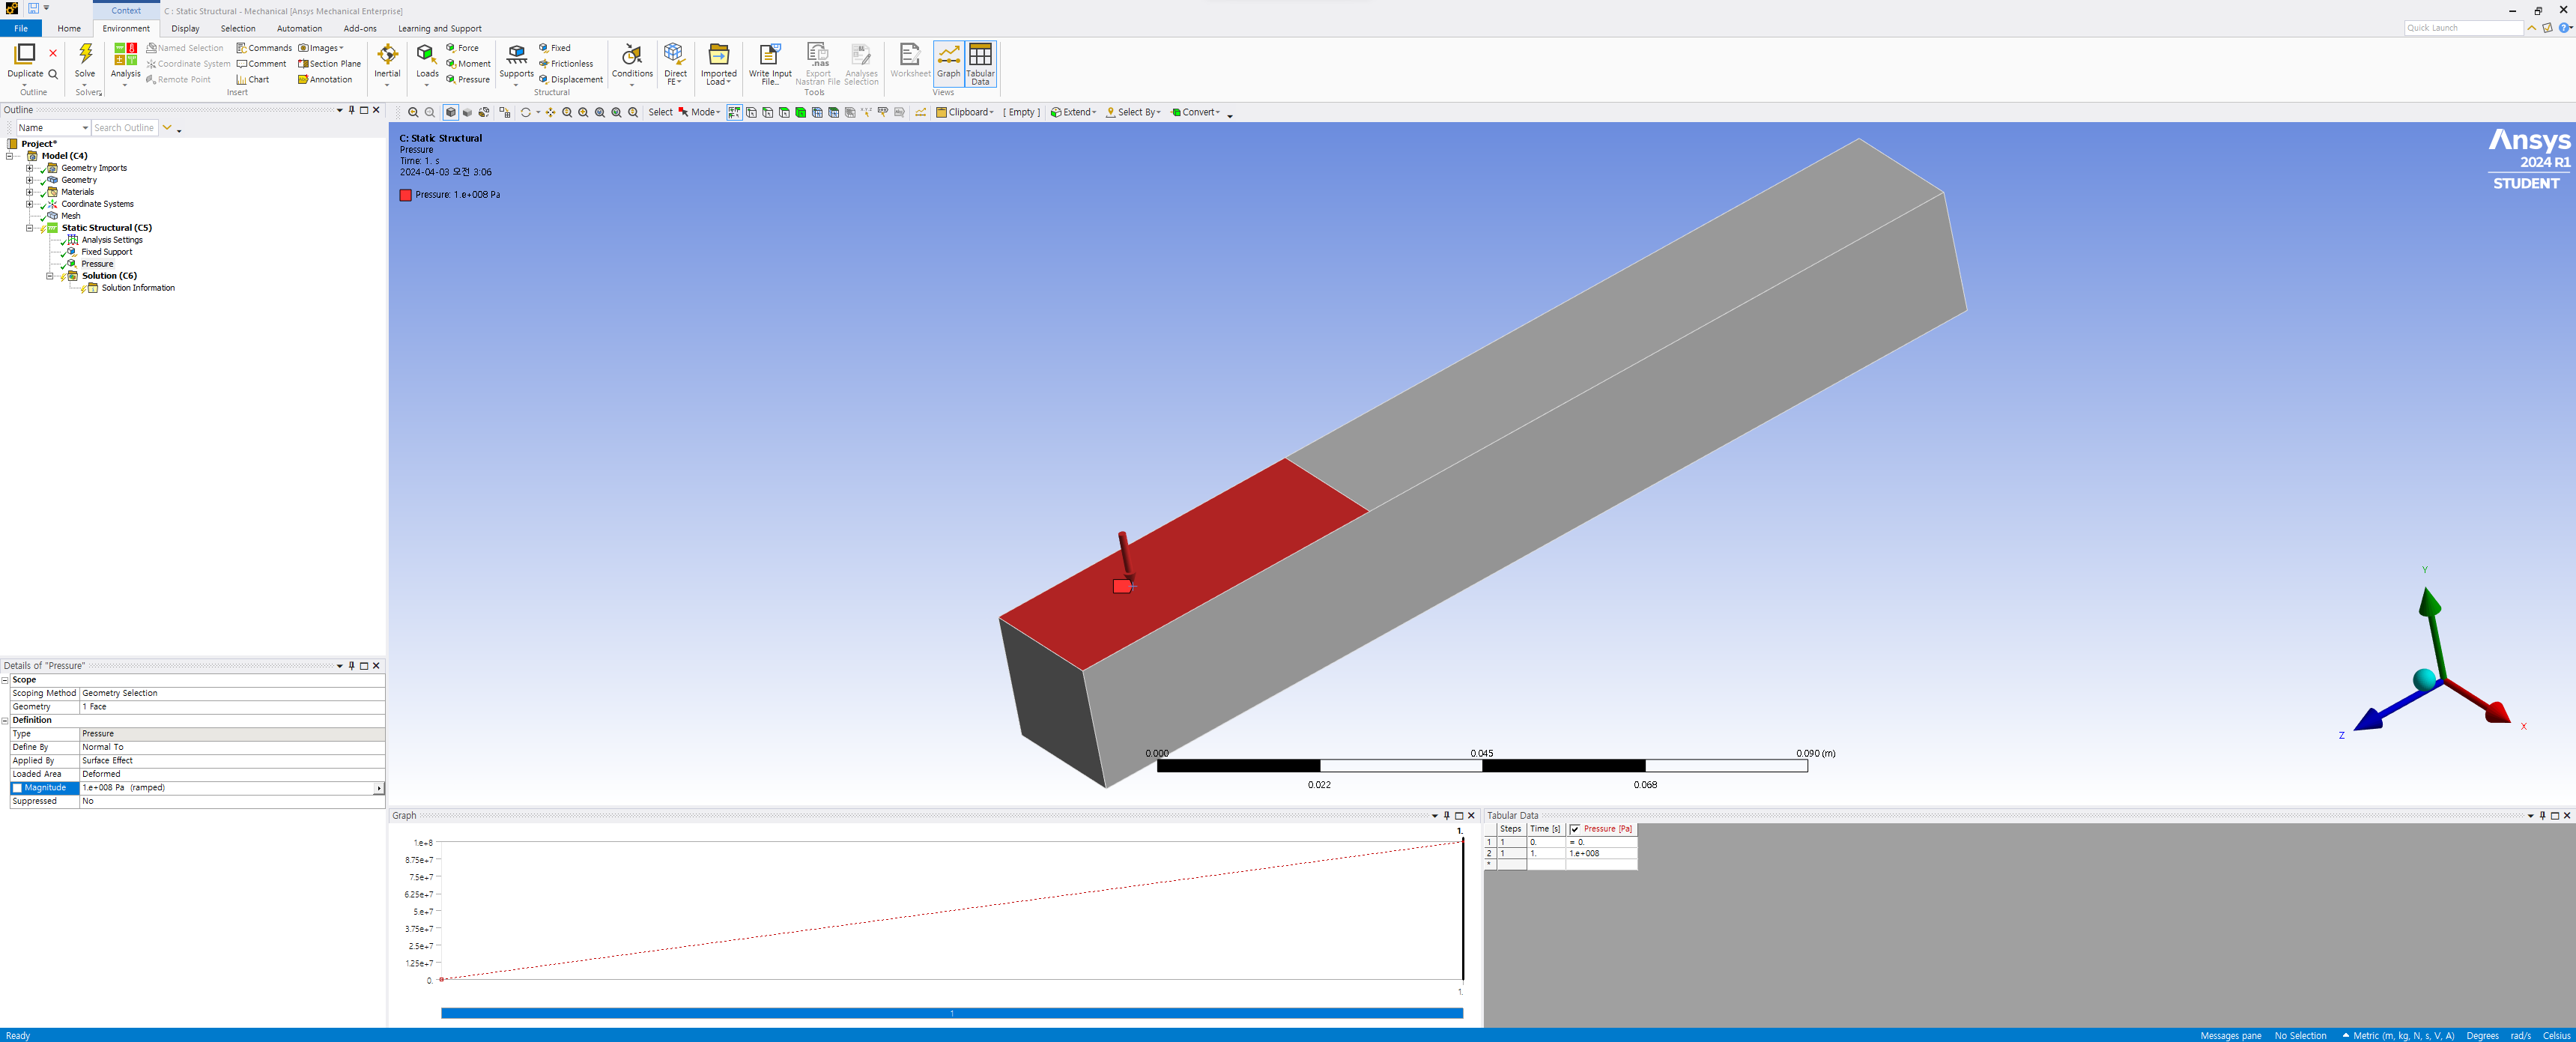 Context
C : Static Structural - Mechanical [Ansys Mechanical Enterprise]
File Home Environment Display Selection Automation Add-ons Learning and Support
Quick Launch
Duplicate
Outline
Solve
Solver
Analysis
Named Selection
Coordinate System
Remote Point
Commands
Comment
Chart
Images
Section Plane
Annotation
Insert
Inertial
Loads
Force
Moment
Pressure
Supports
Fixed
Frictionless
Displacement
Structural
Conditions
Direct
FE
Imported
Load
Write Input
File...
Export
Nastran File
Analyses
Selection
Tools
Worksheet
Graph
Tabular
Data
Views
Outline
Name
Search Outline
Select Mode Clipboard [ Empty ] Extend Select By Convert
Project*
Model (C4)
Geometry Imports
Geometry
Materials
Coordinate Systems
Mesh
Static Structural (C5)
Analysis Settings
Fixed Support
Pressure
Solution (C6)
Solution Information
C: Static Structural
Pressure
Time: 1. s
2024-04-03 오전 3:06
Pressure: 1.e+008 Pa
Ansys
2024 R1
STUDENT
Y
X
Z
0.000 0.045 0.090 (m)
0.022 0.068
Details of "Pressure"
Scope
Scoping Method Geometry Selection
Geometry 1 Face
Definition
Type Pressure
Define By Normal To
Applied By Surface Effect
Loaded Area Deformed
Magnitude 1.e+008 Pa (ramped)
Suppressed No
Graph
1.
1.e+8
8.75e+7
7.5e+7
6.25e+7
5.e+7
3.75e+7
2.5e+7
1.25e+7
0.
1.
1
Tabular Data
Steps Time [s] Pressure [Pa]
1 1 0. = 0.
2 1 1. 1.e+008
*
Ready
Messages pane No Selection Metric (m, kg, N, s, V, A) Degrees rad/s Celsius